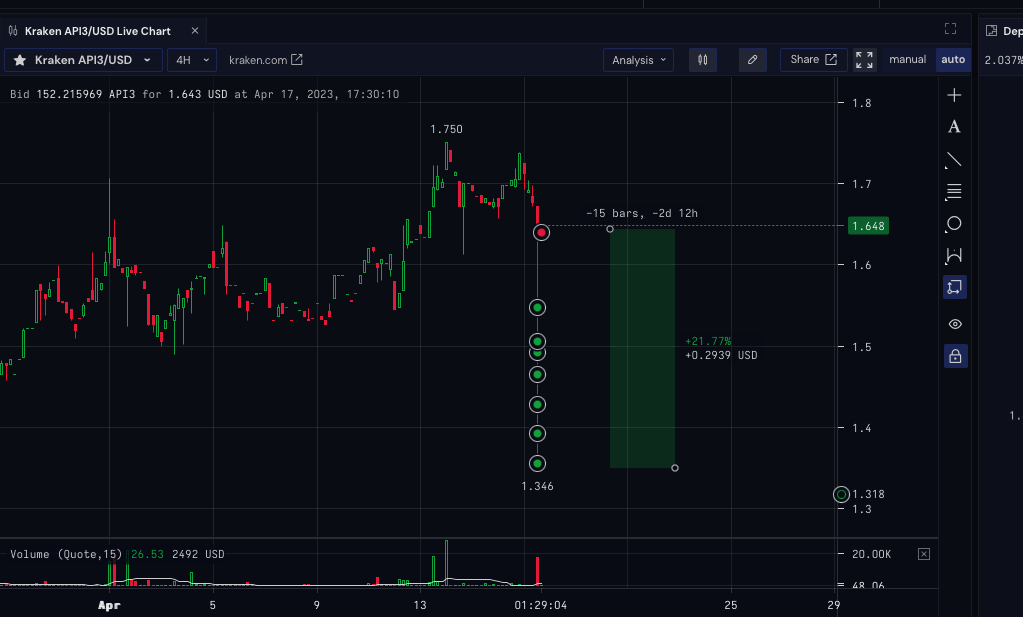 Kraken API3/USD Live Chart
Dep
Kraken API3/USD
4H
kraken.com
Analysis
Share
manual
auto
2.037%
Bid 152.215969 API3 for 1.643 USD at Apr 17, 2023, 17:30:10
1.8
1.750
1.7
-15 bars, -2d 12h
1.648
1.6
+21.77%
+0.2939 USD
1.5
1.4
1.
1.346
1.318
1.3
Volume (Quote,15) 26.53 2492 USD
20.00K
48.06
Apr
5
9
13
01:29:04
25
29